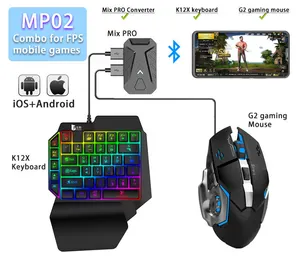 MP02
Combo for FPS
mobile games
iOS+Android
Mix PRO Converter
K12X keyboard
G2 gaming mouse
Mix PRO
K12X
Keyboard
G2 gaming
Mouse